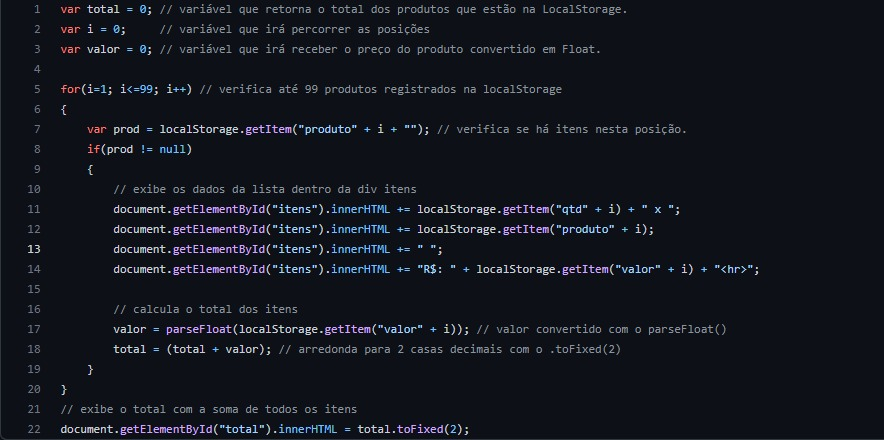 1 var total = 0; // variável que retorna o total dos produtos que estão na LocalStorage.
2 var i = 0;     // variável que irá percorrer as posições
3 var valor = 0; // variável que irá receber o preço do produto convertido em Float.
4
5 for(i=1; i<=99; i++) // verifica até 99 produtos registrados na localStorage
6 {
7     var prod = localStorage.getItem("produto" + i + ""); // verifica se há itens nesta posição.
8     if(prod != null)
9     {
10         // exibe os dados da lista dentro da div itens
11         document.getElementById("itens").innerHTML += localStorage.getItem("qtd" + i) + " x ";
12         document.getElementById("itens").innerHTML += localStorage.getItem("produto" + i);
13         document.getElementById("itens").innerHTML += " ";
14         document.getElementById("itens").innerHTML += "R$: " + localStorage.getItem("valor" + i) + "<hr>";
15
16         // calcula o total dos itens
17         valor = parseFloat(localStorage.getItem("valor" + i)); // valor convertido com o parseFloat()
18         total = (total + valor); // arredonda para 2 casas decimais com o .toFixed(2)
19     }
20 }
21 // exibe o total com a soma de todos os itens
22 document.getElementById("total").innerHTML = total.toFixed(2);